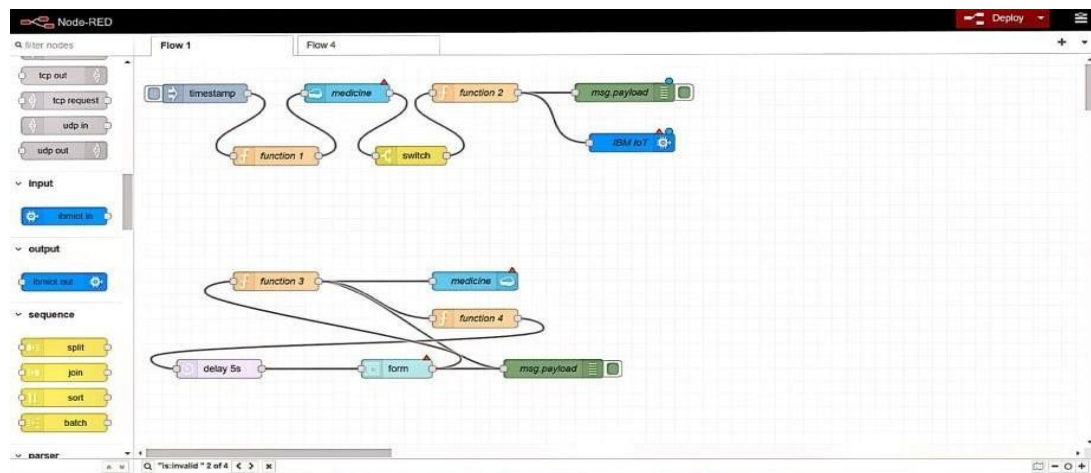 Node-RED
Deploy
filter nodes
Flow 1
Flow 4
tcp out
tcp request
udp in
udp out
input
ibmiot in
output
ibmiot out
sequence
split
join
sort
batch
parser
timestamp
medicine
function 2
msg.payload
function 1
switch
IBM IoT
function 3
medicine
function 4
delay 5s
form
msg.payload
"is:invalid " 2 of 4